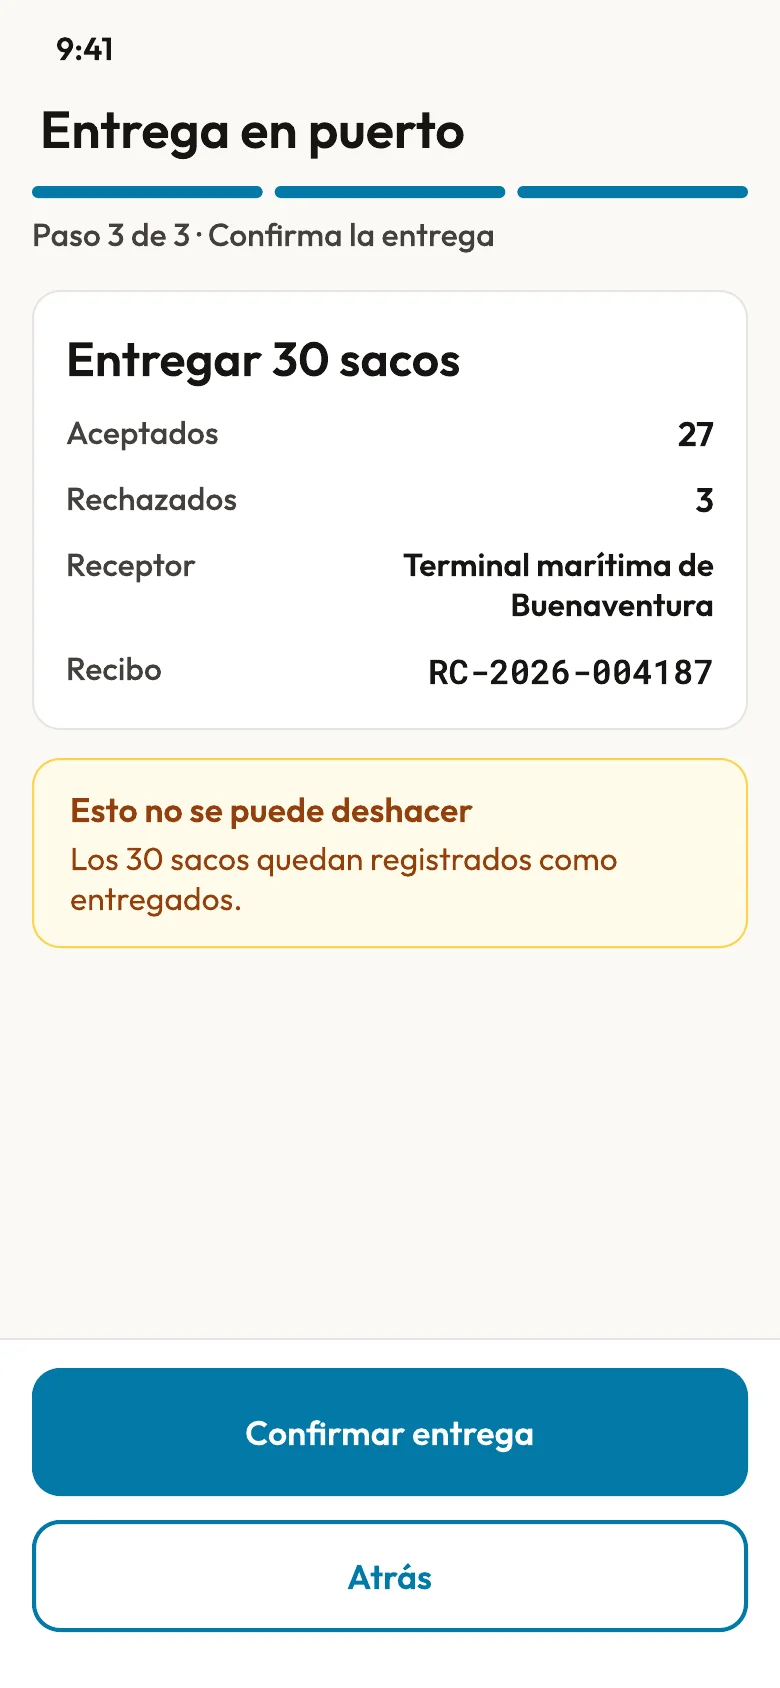 9:41
Entrega en puerto
Paso 3 de 3 · Confirma la entrega
Entregar 30 sacos
Aceptados 27
Rechazados 3
Receptor Terminal marítima de
Buenaventura
Recibo RC-2026-004187
Esto no se puede deshacer
Los 30 sacos quedan registrados como
entregados.
Confirmar entrega
Atrás